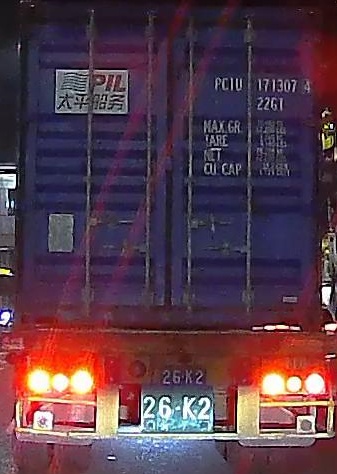 PIL
太平船务
PCIU 171307 4
22G1
MAX.GR.
TARE
NET
CU.CAP
26-K2
26-K2